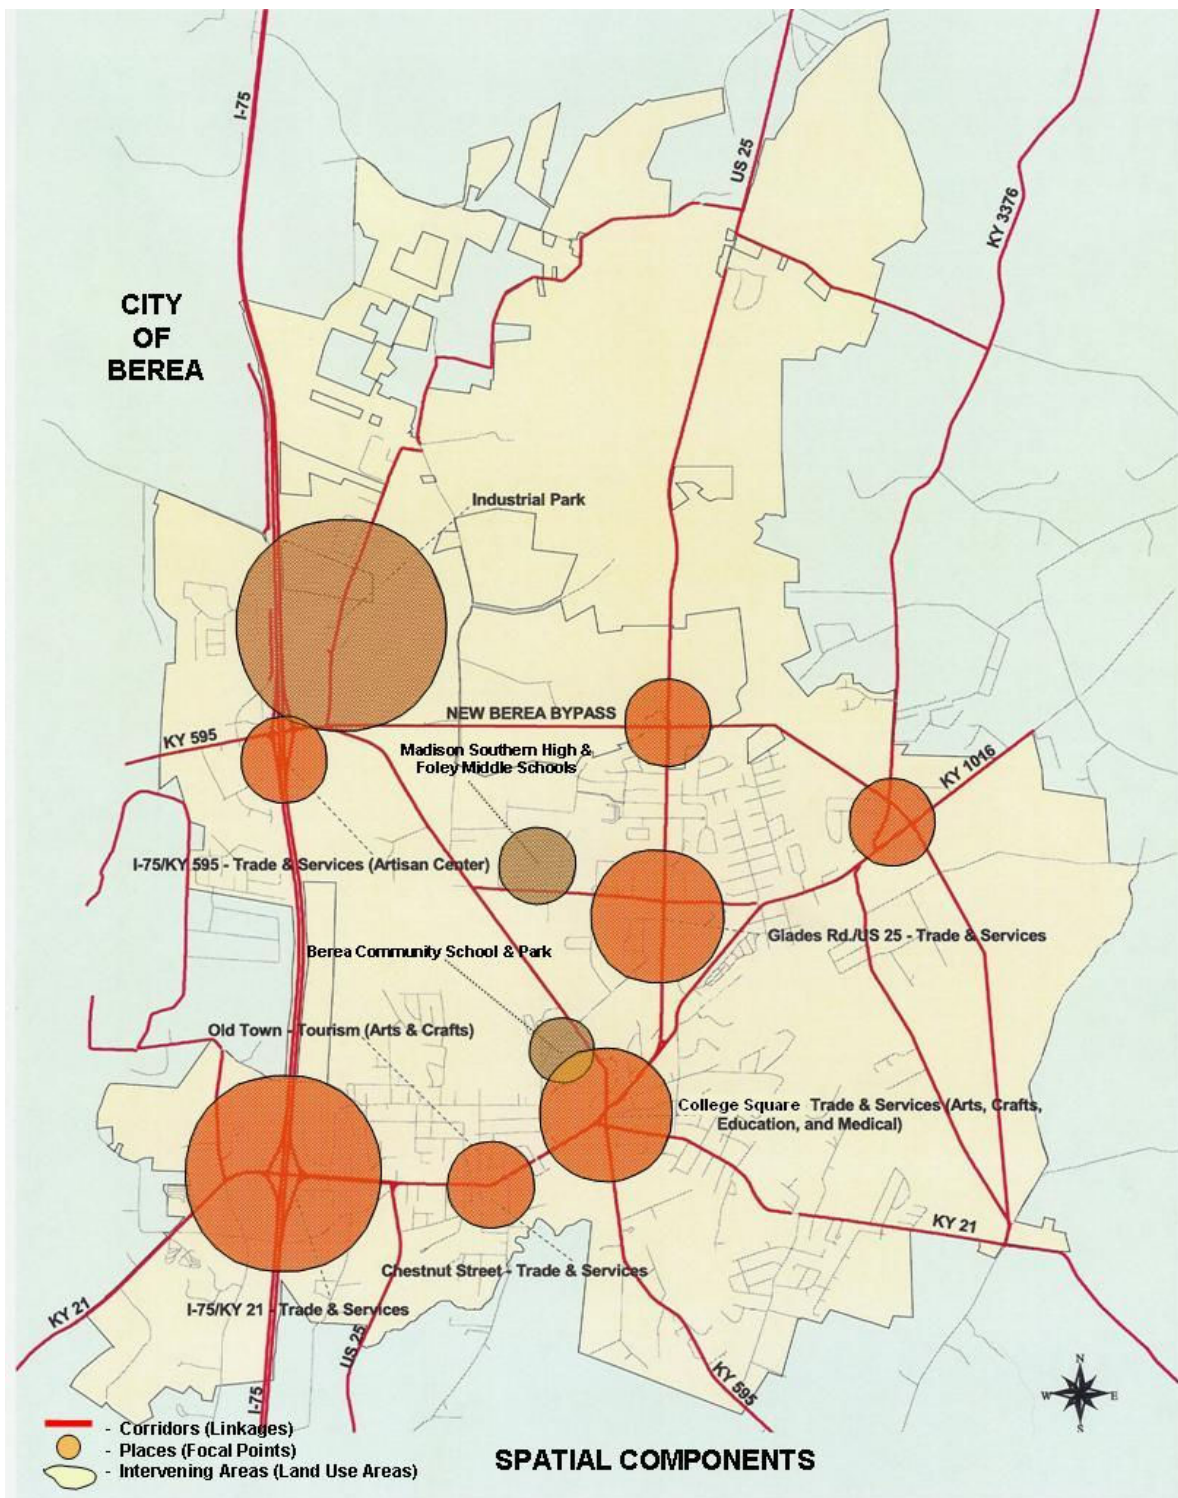 I-75
US 25
KY 3376
CITY
OF
BEREA
Industrial Park
NEW BEREA BYPASS
KY 595
Madison Southern High &
Foley Middle Schools
KY 1016
I-75/KY 595 - Trade & Services (Artisan Center)
Glades Rd./US 25 - Trade & Services
Berea Community School & Park
Old Town - Tourism (Arts & Crafts)
College Square Trade & Services (Arts, Crafts,
Education, and Medical)
KY 21
Chestnut Street - Trade & Services
I-75/KY 21 - Trade & Services
KY 21
US 25
KY 595
I-75
N
W E
S
- Corridors (Linkages)
- Places (Focal Points)
- Intervening Areas (Land Use Areas)
SPATIAL COMPONENTS